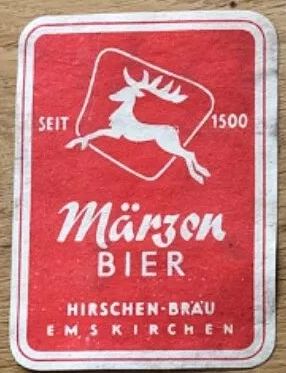 SEIT 1500
Märzen
BIER
HIRSCHEN-BRÄU
EMSKIRCHEN